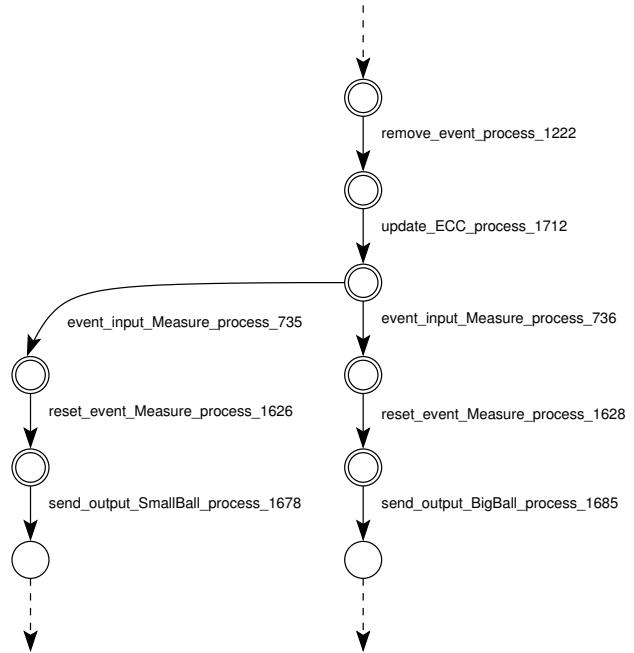 remove_event_process_1222
update_ECC_process_1712
event_input_Measure_process_735
event_input_Measure_process_736
reset_event_Measure_process_1626
reset_event_Measure_process_1628
send_output_SmallBall_process_1678
send_output_BigBall_process_1685